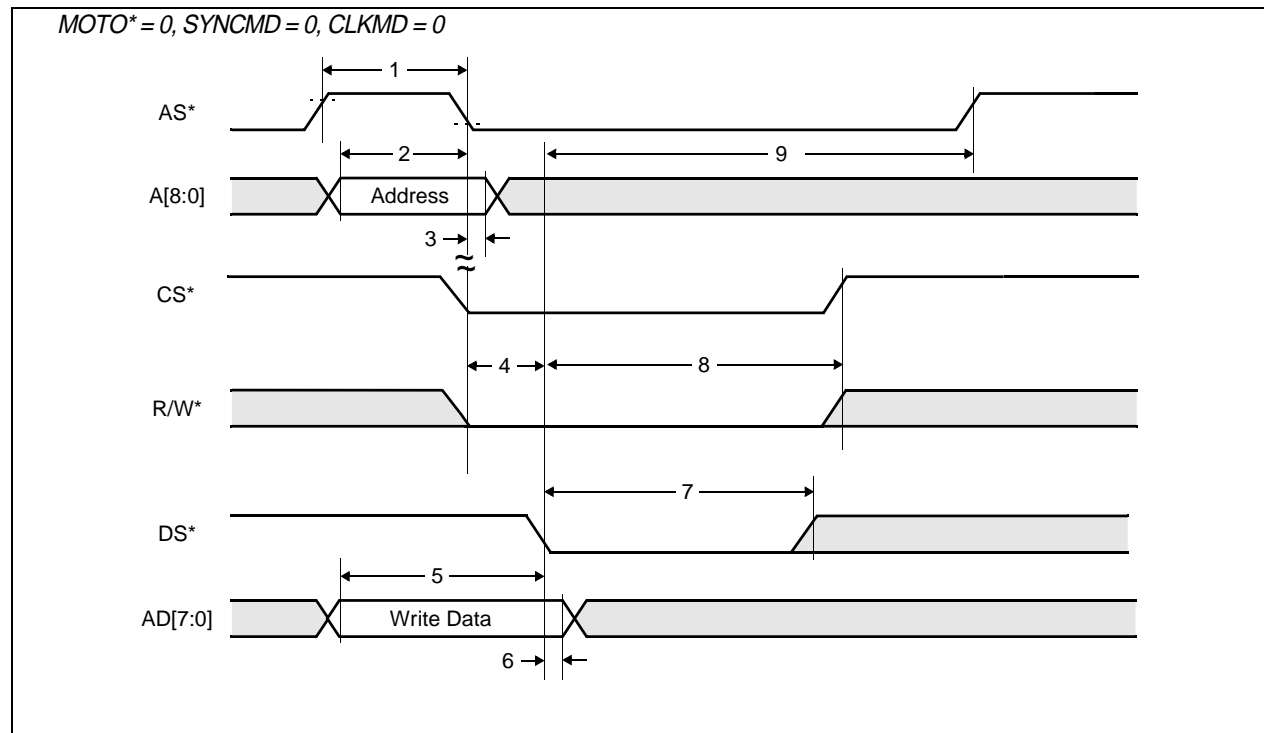 MOTO* = 0, SYNCMD = 0, CLKMD = 0
1
AS*
2
9
A[8:0]
Address
3
CS*
4
8
R/W*
7
DS*
5
AD[7:0]
Write Data
6